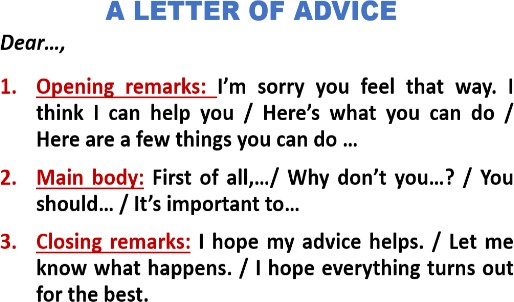 A LETTER OF ADVICE
Dear...,
1. Opening remarks: I'm sorry you feel that way. I
think I can help you / Here's what you can do /
Here are a few things you can do ...
2. Main body: First of all,.../ Why don't you...? / You
should... / It's important to...
3. Closing remarks: I hope my advice helps. / Let me
know what happens. / I hope everything turns out
for the best.